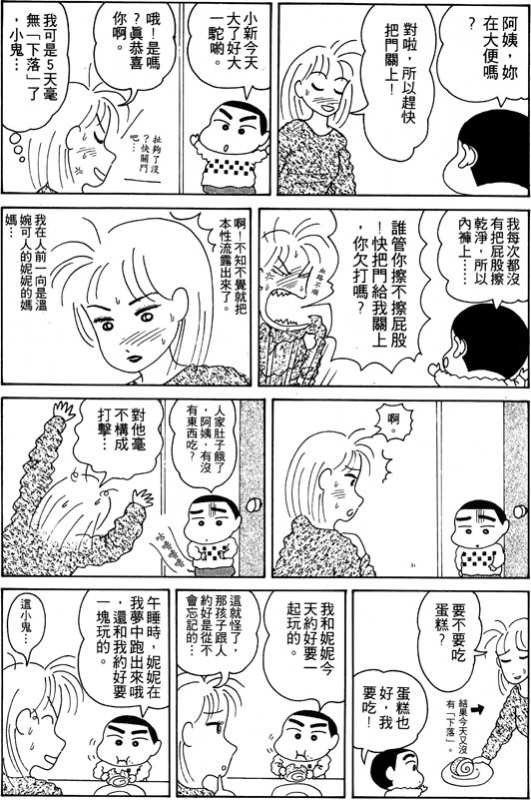 阿姨，妳
在大便嗎
？
對啦，所以趕快
把門關上！
小新今天
大了好大
一駝喲。
哦！是嗎
？眞恭喜
你啊。
扯夠了沒
？快關門
吧…
我可是5天毫
無「下落」了
，小鬼…
我每次都沒
有把屁股擦
乾淨，所以
內褲上……
誰管你擦不擦屁股
！快把門給我關上
，你欠打嗎？
啊！不知不覺就把
本性流露出來了。
我在人前一向是溫
婉可人的妮妮的媽
媽…
啊。
人家肚子餓了
，阿姨，有沒
有東西吃？
對他毫
不構成
打擊…
要不要吃
蛋糕？
結果今天又沒
有「下落」。
蛋糕也
好，我
要吃！
我和妮妮今
天約好要一
起玩的。
這就怪了，
那孩子跟人
約好是從不
會忘記的…
午睡時，妮妮在
我夢中跑出來哦
，還和我約好要
一塊玩的。
這小鬼…